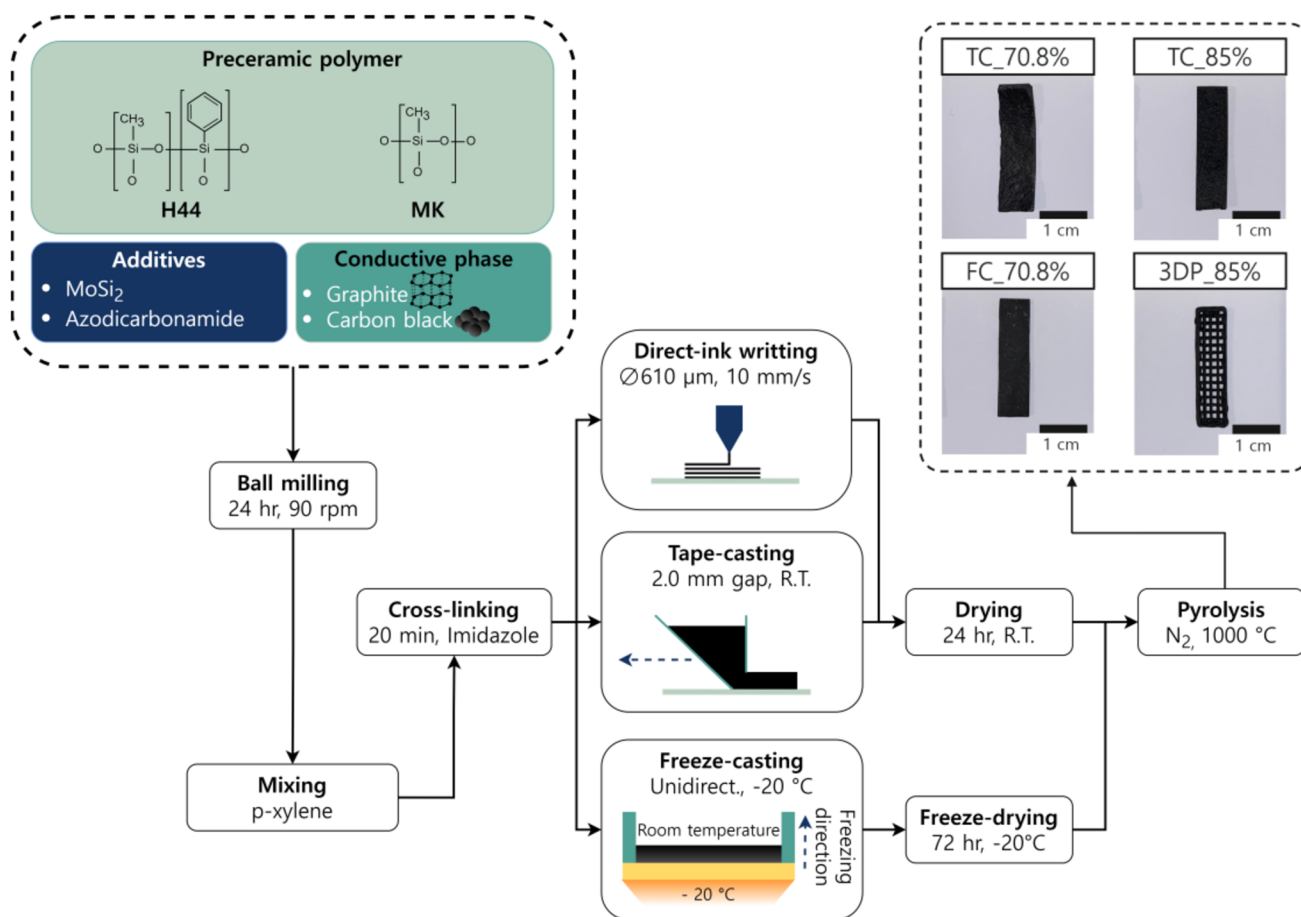 Preceramic polymer
CH3
O
Si
O
Si
O
O
O
H44
CH3
O
Si
O
O
O
MK
Additives
• MoSi2
• Azodicarbonamide
Conductive phase
• Graphite
• Carbon black
Ball milling
24 hr, 90 rpm
Mixing
p-xylene
Cross-linking
20 min, Imidazole
Direct-ink writting
∅610 µm, 10 mm/s
Tape-casting
2.0 mm gap, R.T.
Freeze-casting
Unidirect., -20 °C
Room temperature
- 20 °C
Freezing
direction
Drying
24 hr, R.T.
Freeze-drying
72 hr, -20°C
Pyrolysis
N2, 1000 °C
TC_70.8%
1 cm
TC_85%
1 cm
FC_70.8%
1 cm
3DP_85%
1 cm